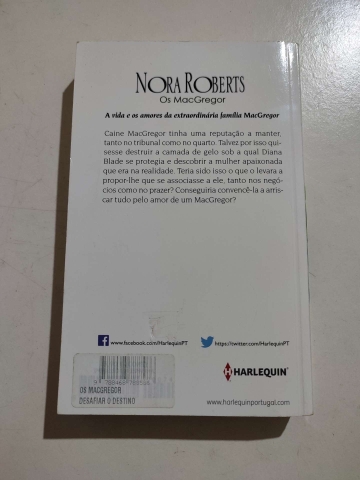 NORA ROBERTS
Os MacGregor
A vida e os amores da extraordinária família MacGregor
Caine MacGregor tinha uma reputação a manter,
tanto no tribunal como no quarto. Talvez por isso qui-
sesse destruir a camada de gelo sob a qual Diana
Blade se protegia e descobrir a mulher apaixonada
que era na realidade. Teria sido isso o que o levara a
propor-lhe que se associasse a ele, tanto nos negó-
cios como no prazer? Conseguiria convencê-la a arris-
car tudo pelo amor de um MacGregor?
www.facebook.com/HarlequinPT
https://twitter.com/HarlequinPT
OS MACGREGOR
DESAFIAR O DESTINO
HARLEQUIN™
www.harlequinportugal.com